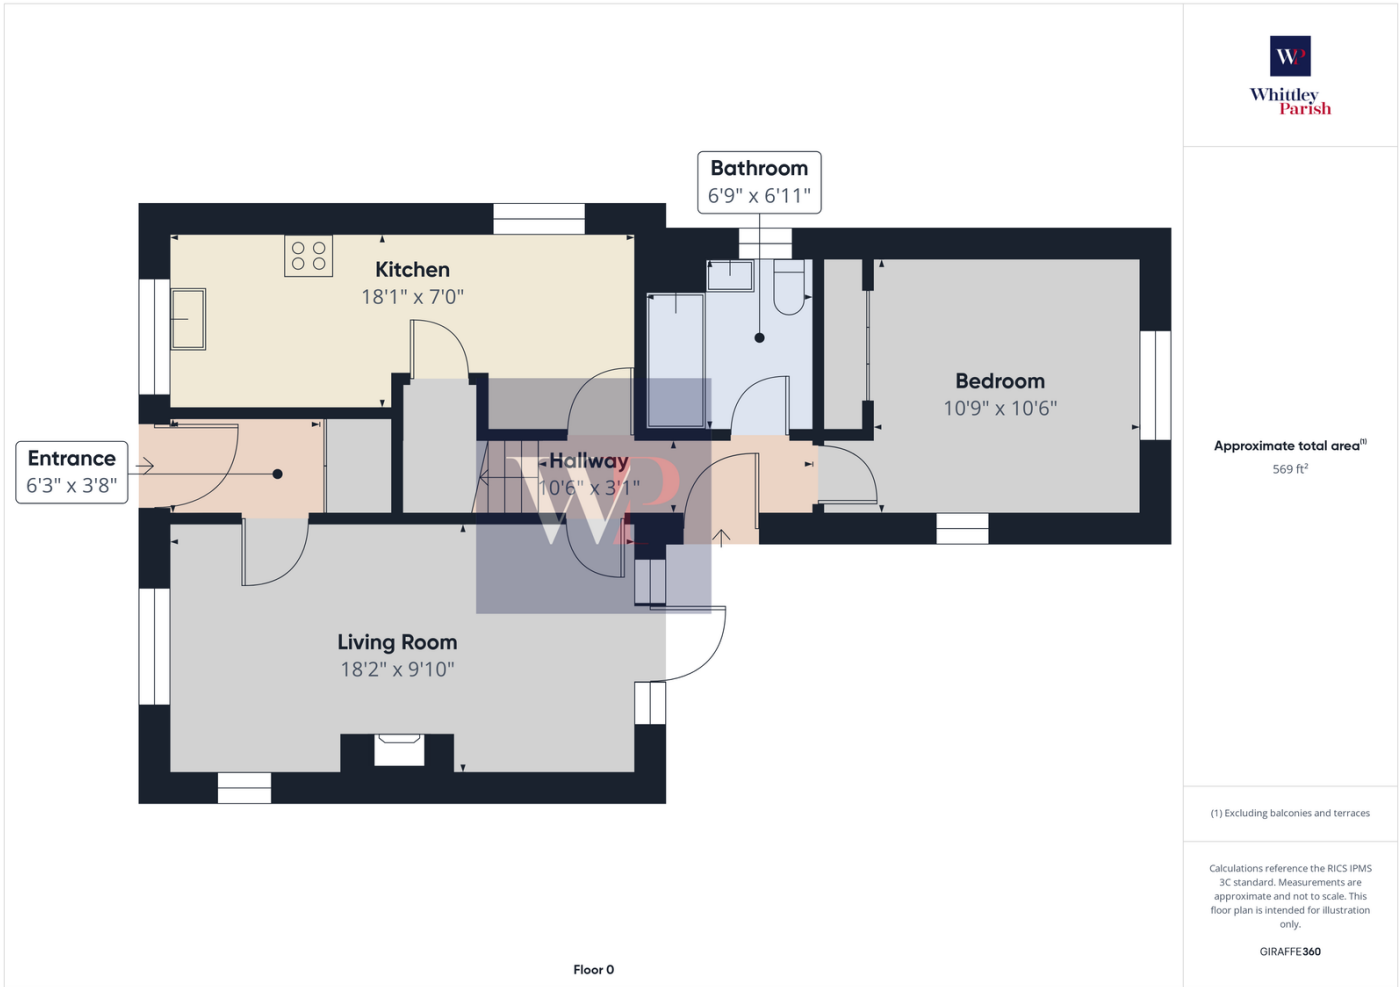 WP
Whittley
Parish
Bathroom
6'9" x 6'11"
Kitchen
18'1" x 7'0"
Bedroom
10'9" x 10'6"
Entrance
6'3" x 3'8"
Hallway
10'6" x 3'1"
WP
Living Room
18'2" x 9'10"
Approximate total area(1)
569 ft²
(1) Excluding balconies and terraces
Calculations reference the RICS IPMS
3C standard. Measurements are
approximate and not to scale. This
floor plan is intended for illustration
only.
GIRAFFE360
Floor 0